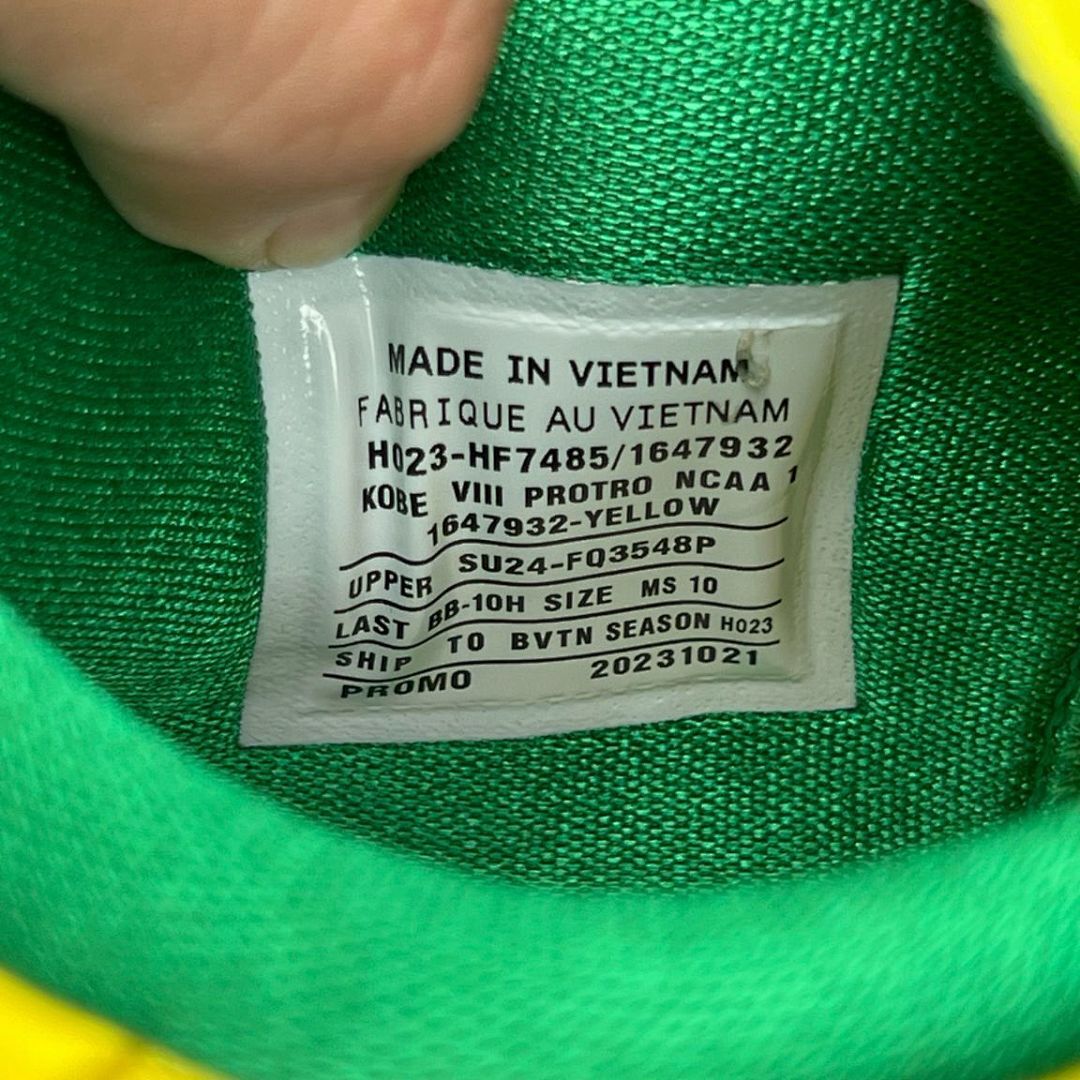 MADE IN VIETNAM
FABRIQUE AU VIETNAM
H023-HF7485/1647932
KOBE VIII PROTRO NCAA 1
1647932-YELLOW
UPPER SU24-FQ3548P
LAST BB-10H SIZE MS 10
SHIP TO BVTN SEASON H023
PROMO 20231021